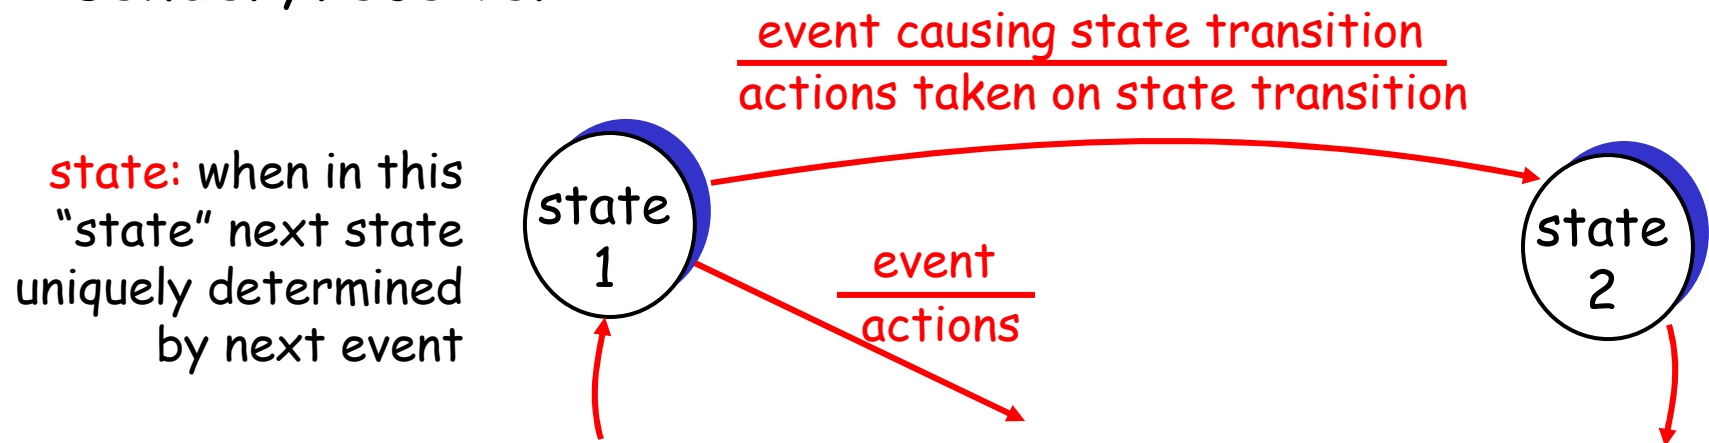 event causing state transition
actions taken on state transition
state: when in this
“state” next state
uniquely determined
by next event
state
1
event
actions
state
2